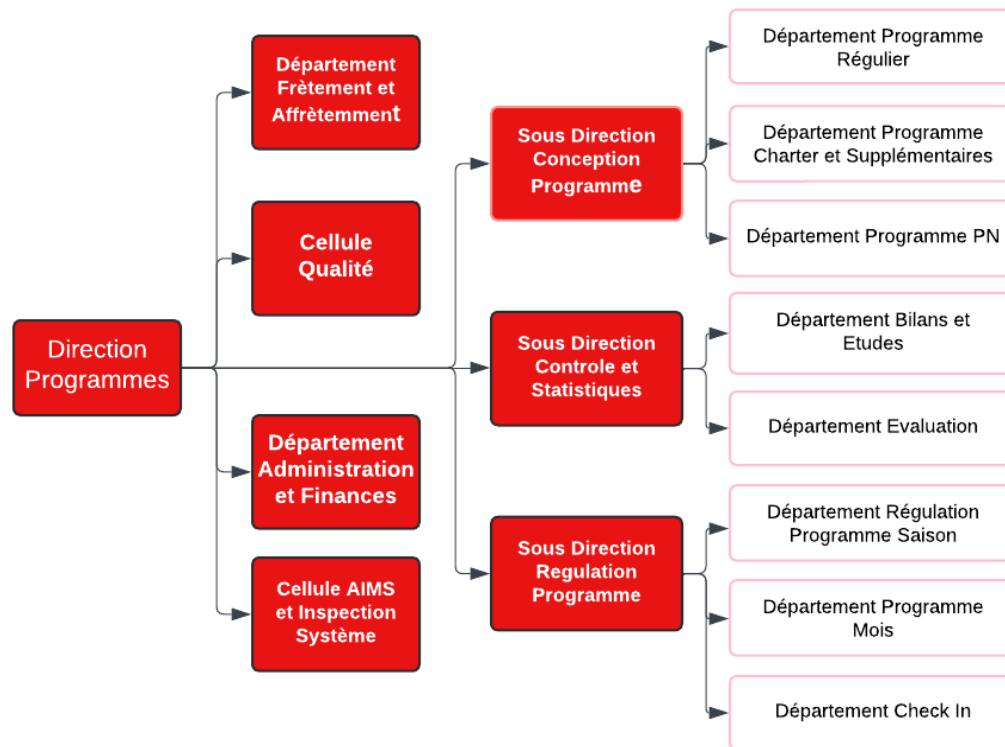 Direction
Programmes
Département
Frètement et
Affrètemment
Cellule
Qualité
Département
Administration
et Finances
Cellule AIMS
et Inspection
Système
Sous Direction
Conception
Programme
Sous Direction
Controle et
Statistiques
Sous Direction
Regulation
Programme
Département Programme
Régulier
Département Programme
Charter et Supplémentaires
Département Programme PN
Département Bilans et
Etudes
Département Evaluation
Département Régulation
Programme Saison
Département Programme
Mois
Département Check In